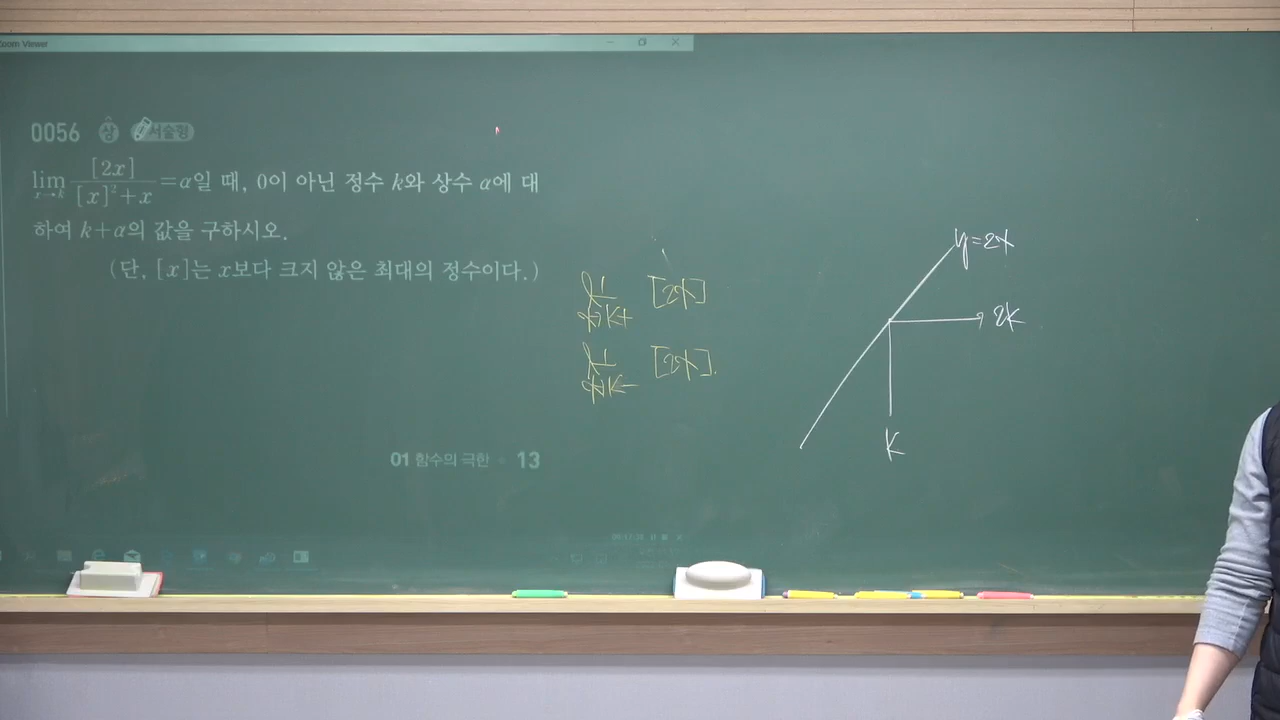 Zoom Viewer
0056 상 서술형
lim x→k [2x] / [x]²+x =α일 때, 0이 아닌 정수 k와 상수 α에 대
하여 k+α의 값을 구하시오.
(단, [x]는 x보다 크지 않은 최대의 정수이다.)
01 함수의 극한 13
lim x→k+ [2x]
lim x→k- [2x]
y=2x
2k
k